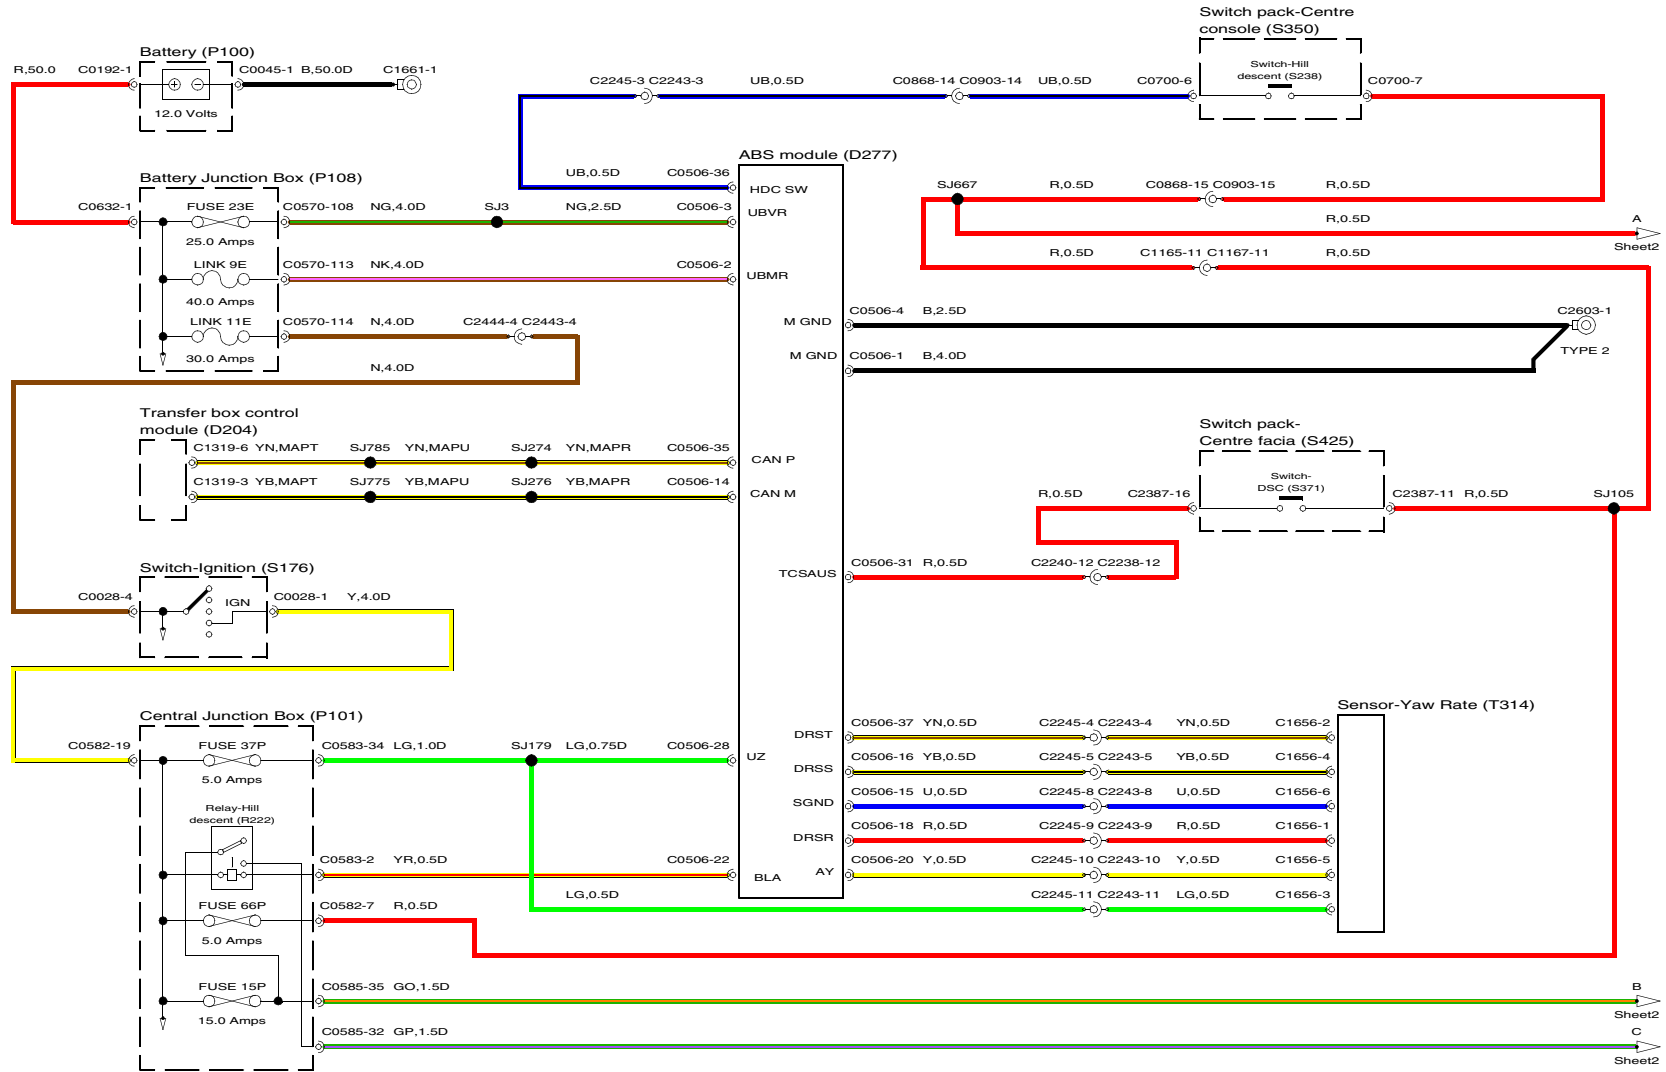 Switch pack-Centre
console (S350)
Battery (P100)
R,50.0 C0192-1 C0045-1 B,50.0D C1661-1
12.0 Volts
C2245-3 C2243-3 UB,0.5D C0868-14 C0903-14 UB,0.5D C0700-6
Switch-Hill
descent (S238)
C0700-7
ABS module (D277)
Battery Junction Box (P108)
UB,0.5D C0506-36
HDC SW
SJ667 R,0.5D C0868-15 C0903-15 R,0.5D
C0632-1 FUSE 23E C0570-108 NG,4.0D SJ3 NG,2.5D C0506-3
UBVR
25.0 Amps
R,0.5D A
Sheet2
R,0.5D C1165-11 C1167-11 R,0.5D
LINK 9E C0570-113 NK,4.0D C0506-2
UBMR
40.0 Amps
LINK 11E C0570-114 N,4.0D C2444-4 C2443-4
30.0 Amps
N,4.0D
M GND C0506-4 B,2.5D C2603-1
M GND C0506-1 B,4.0D TYPE 2
Transfer box control
module (D204)
C1319-6 YN,MAPT SJ785 YN,MAPU SJ274 YN,MAPR C0506-35
CAN P
C1319-3 YB,MAPT SJ775 YB,MAPU SJ276 YB,MAPR C0506-14
CAN M
Switch pack-
Centre facia (S425)
Switch-
DSC (S371)
R,0.5D C2387-16 C2387-11 R,0.5D SJ105
TCSAUS C0506-31 R,0.5D C2240-12 C2238-12
Switch-Ignition (S176)
C0028-4 IGN C0028-1 Y,4.0D
Central Junction Box (P101)
Sensor-Yaw Rate (T314)
C0582-19 FUSE 37P C0583-34 LG,1.0D SJ179 LG,0.75D C0506-28
UZ
5.0 Amps
DRST C0506-37 YN,0.5D C2245-4 C2243-4 YN,0.5D C1656-2
DRSS C0506-16 YB,0.5D C2245-5 C2243-5 YB,0.5D C1656-4
SGND C0506-15 U,0.5D C2245-8 C2243-8 U,0.5D C1656-6
DRSR C0506-18 R,0.5D C2245-9 C2243-9 R,0.5D C1656-1
AY C0506-20 Y,0.5D C2245-10 C2243-10 Y,0.5D C1656-5
Relay-Hill
descent (R222)
C0583-2 YR,0.5D C0506-22
BLA
LG,0.5D C2245-11 C2243-11 LG,0.5D C1656-3
FUSE 66P C0582-7 R,0.5D
5.0 Amps
FUSE 15P C0585-35 GO,1.5D B
Sheet2
15.0 Amps
C0585-32 GP,1.5D C
Sheet2